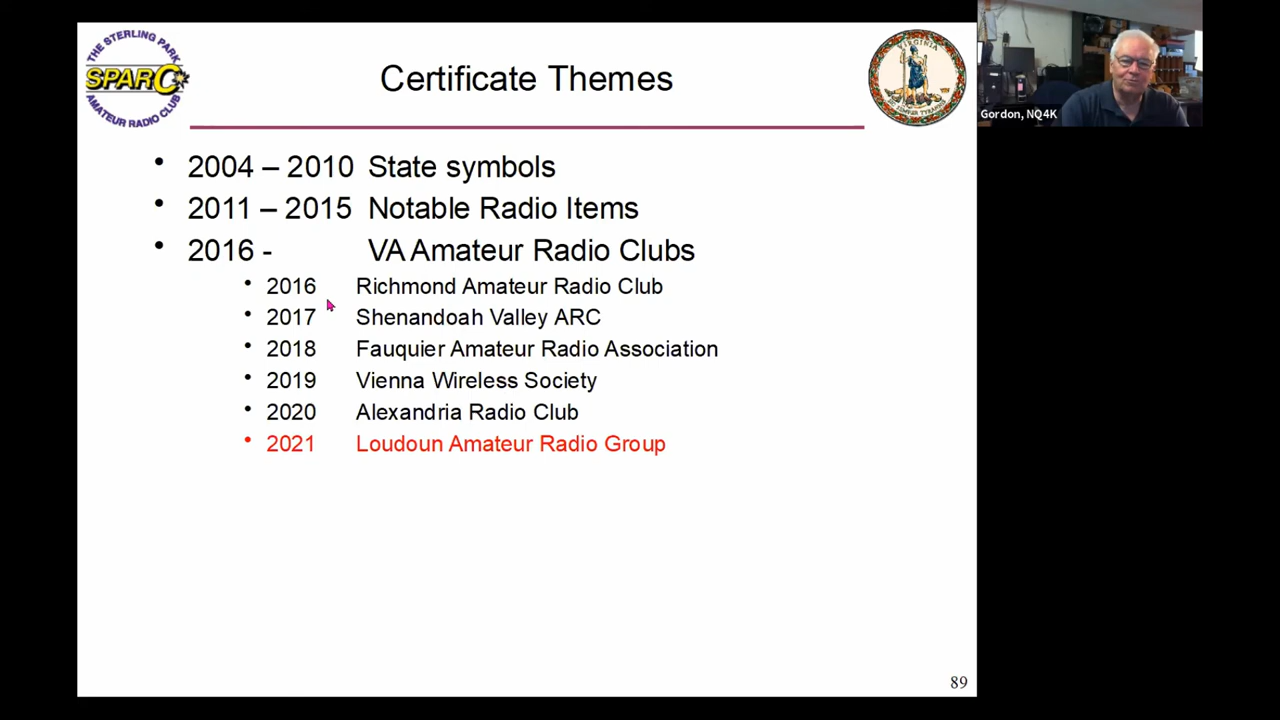 THE STERLING PARK
SPARC
AMATEUR RADIO CLUB
Certificate Themes
VIRGINIA
Gordon, NQ4K
• 2004 – 2010 State symbols
• 2011 – 2015 Notable Radio Items
• 2016 - VA Amateur Radio Clubs
• 2016 Richmond Amateur Radio Club
• 2017 Shenandoah Valley ARC
• 2018 Fauquier Amateur Radio Association
• 2019 Vienna Wireless Society
• 2020 Alexandria Radio Club
• 2021 Loudoun Amateur Radio Group
89